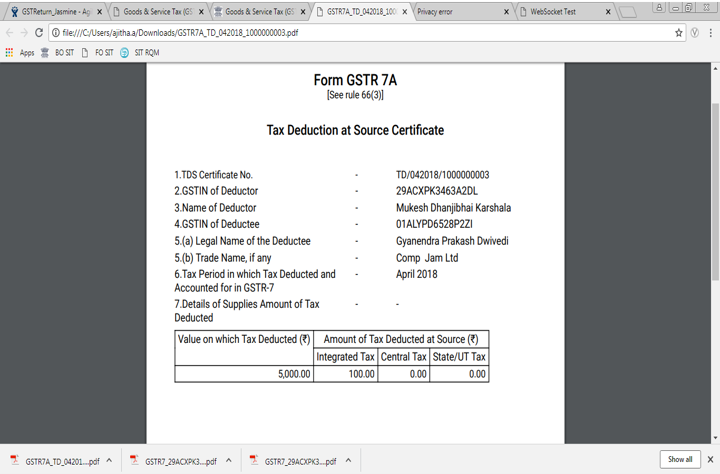 GSTReturn_Jasmine - Ag
Goods & Service Tax (GS
Goods & Service Tax (GS
GSTR7A_TD_042018_100
Privacy error
WebSocket Test
file:///C:/Users/ajitha.a/Downloads/GSTR7A_TD_042018_1000000003.pdf
Apps BO SIT FO SIT SIT RQM
Form GSTR 7A
[See rule 66(3)]
Tax Deduction at Source Certificate
1.TDS Certificate No. - TD/042018/1000000003
2.GSTIN of Deductor - 29ACXPK3463A2DL
3.Name of Deductor - Mukesh Dhanjibhai Karshala
4.GSTIN of Deductee - 01ALYPD6528P2ZI
5.(a) Legal Name of the Deductee - Gyanendra Prakash Dwivedi
5.(b) Trade Name, if any - Comp Jam Ltd
6.Tax Period in which Tax Deducted and - April 2018
Accounted for in GSTR-7
7.Details of Supplies Amount of Tax - -
Deducted
Value on which Tax Deducted (₹) Amount of Tax Deducted at Source (₹)
Integrated Tax Central Tax State/UT Tax
5,000.00 100.00 0.00 0.00
GSTR7A_TD_04201....pdf GSTR7_29ACXPK3....pdf GSTR7_29ACXPK3....pdf Show all